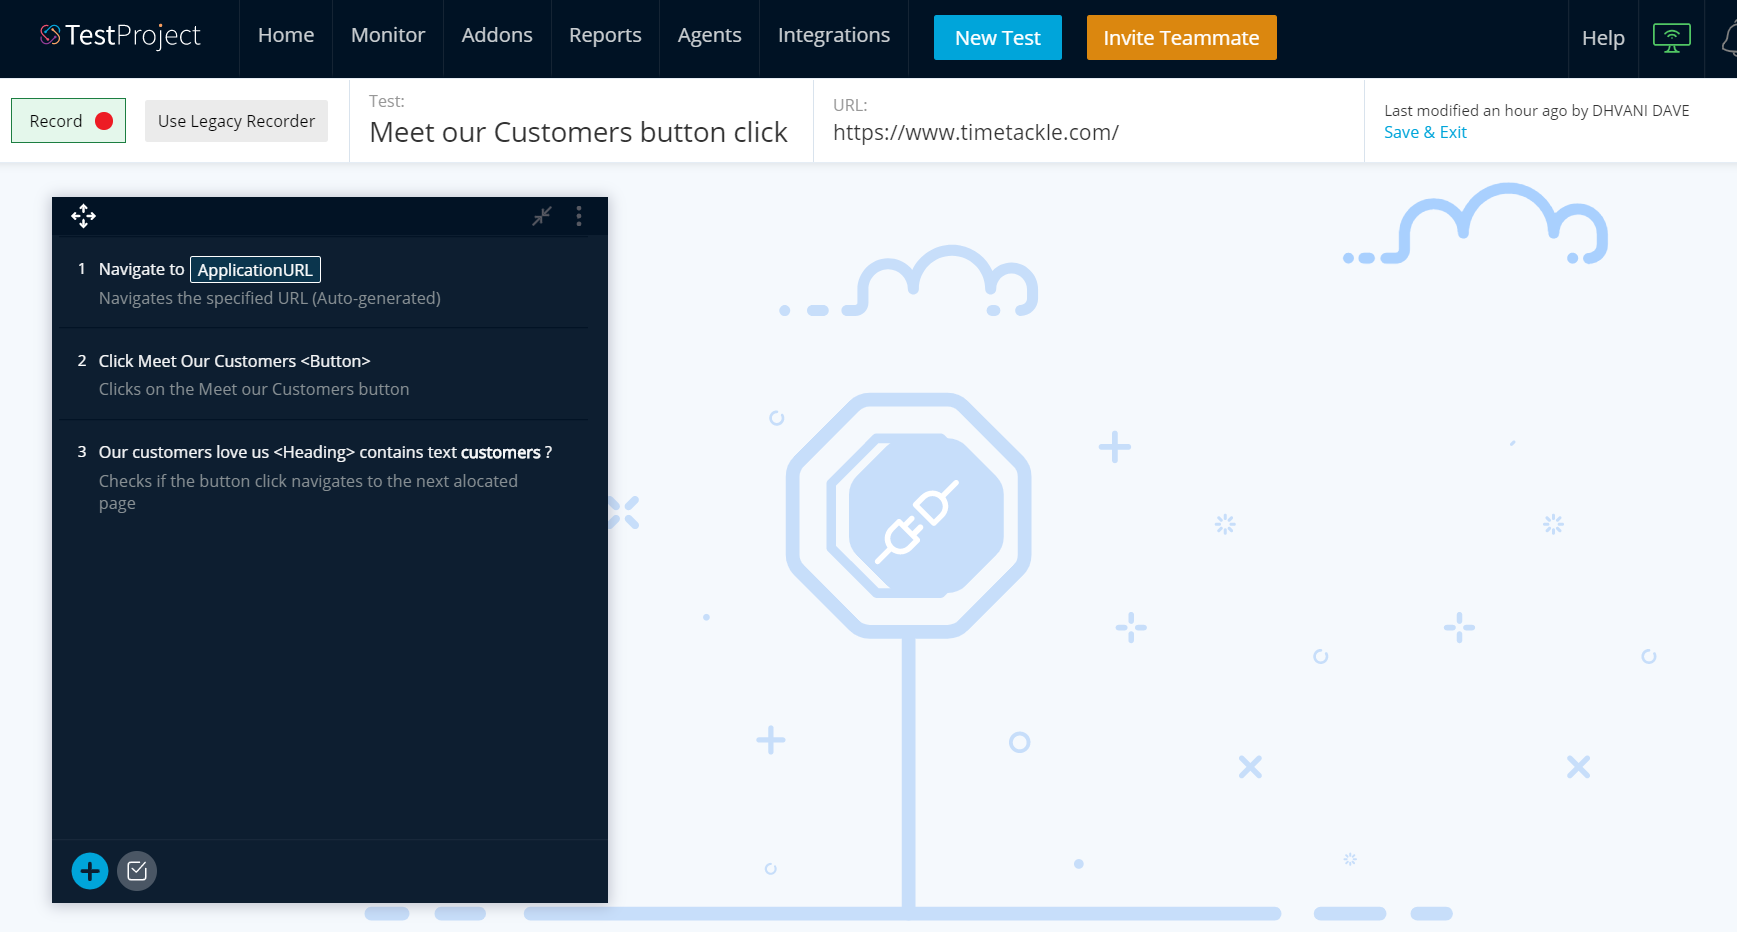 TestProject
Home
Monitor
Addons
Reports
Agents
Integrations
New Test
Invite Teammate
Help
Record
Use Legacy Recorder
Test:
Meet our Customers button click
URL:
https://www.timetackle.com/
Last modified an hour ago by DHVANI DAVE
Save & Exit
1 Navigate to ApplicationURL
Navigates the specified URL (Auto-generated)
2 Click Meet Our Customers <Button>
Clicks on the Meet our Customers button
3 Our customers love us <Heading> contains text customers ?
Checks if the button click navigates to the next alocated
page